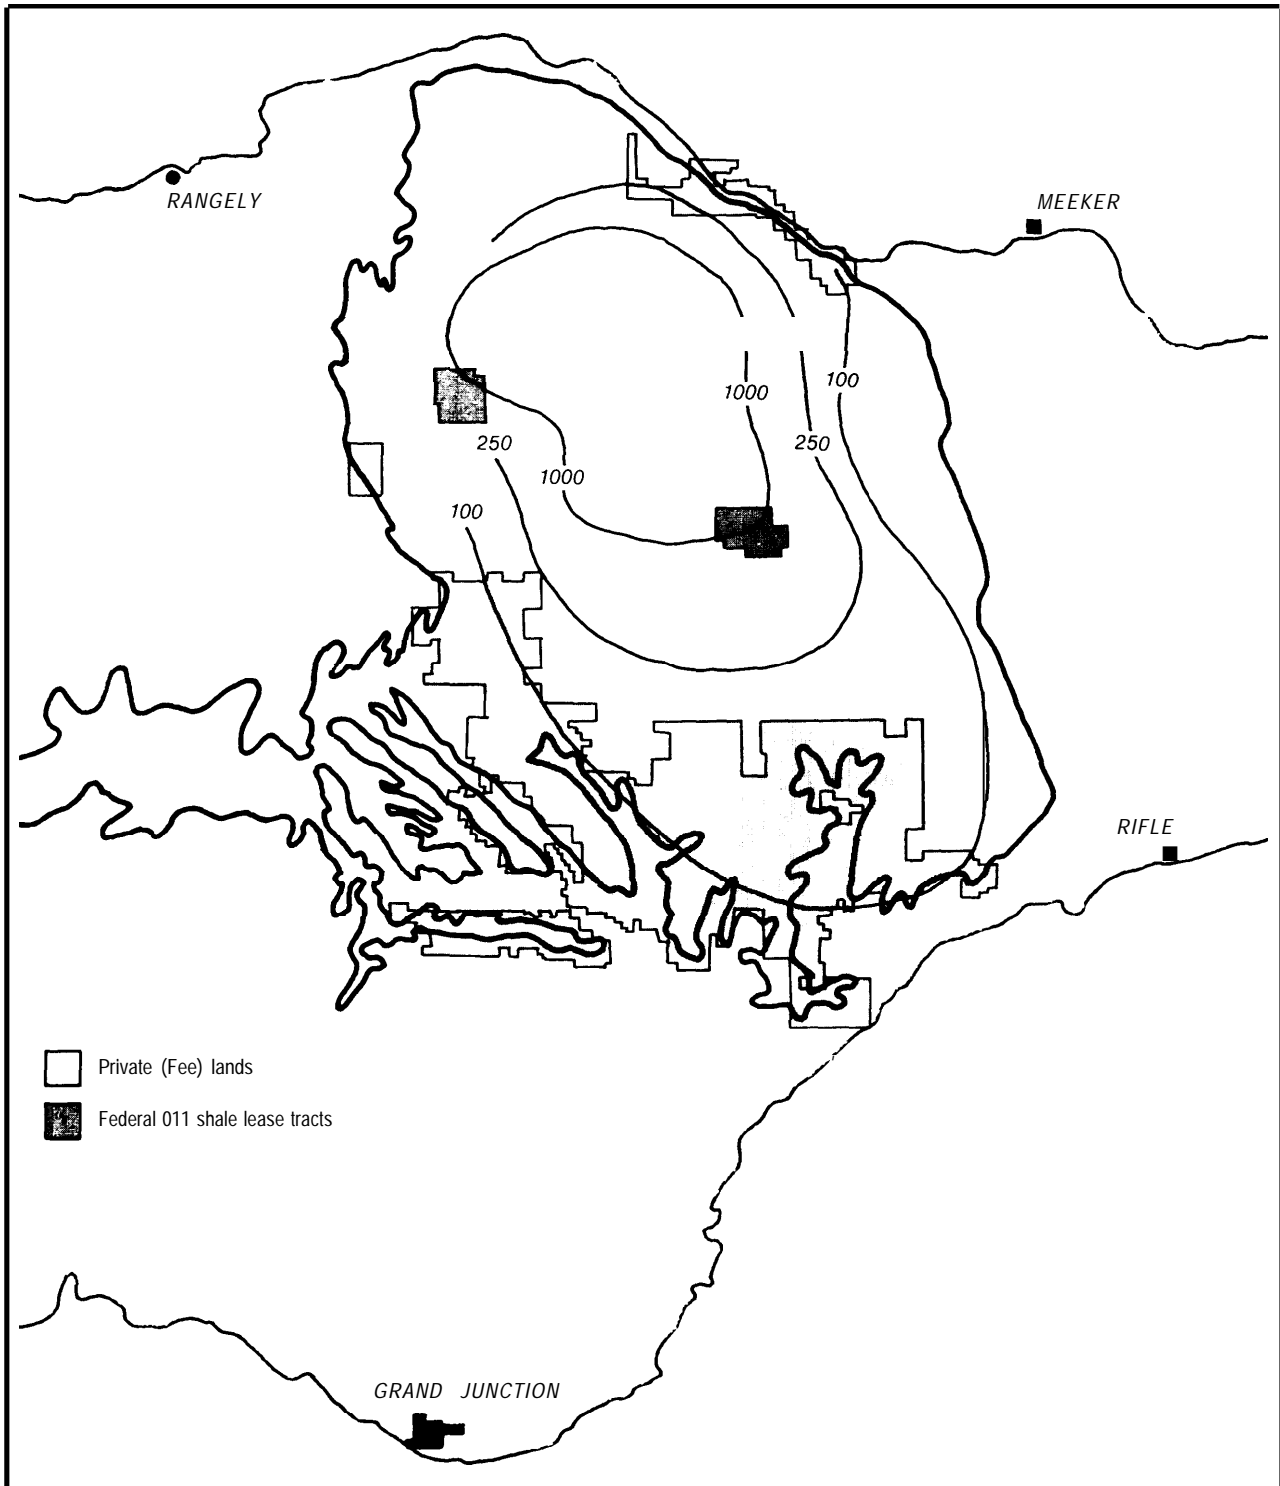 RANGELY
MEEKER
1000
100
250
250
1000
100
RIFLE
Private (Fee) lands
Federal 011 shale lease tracts
GRAND JUNCTION